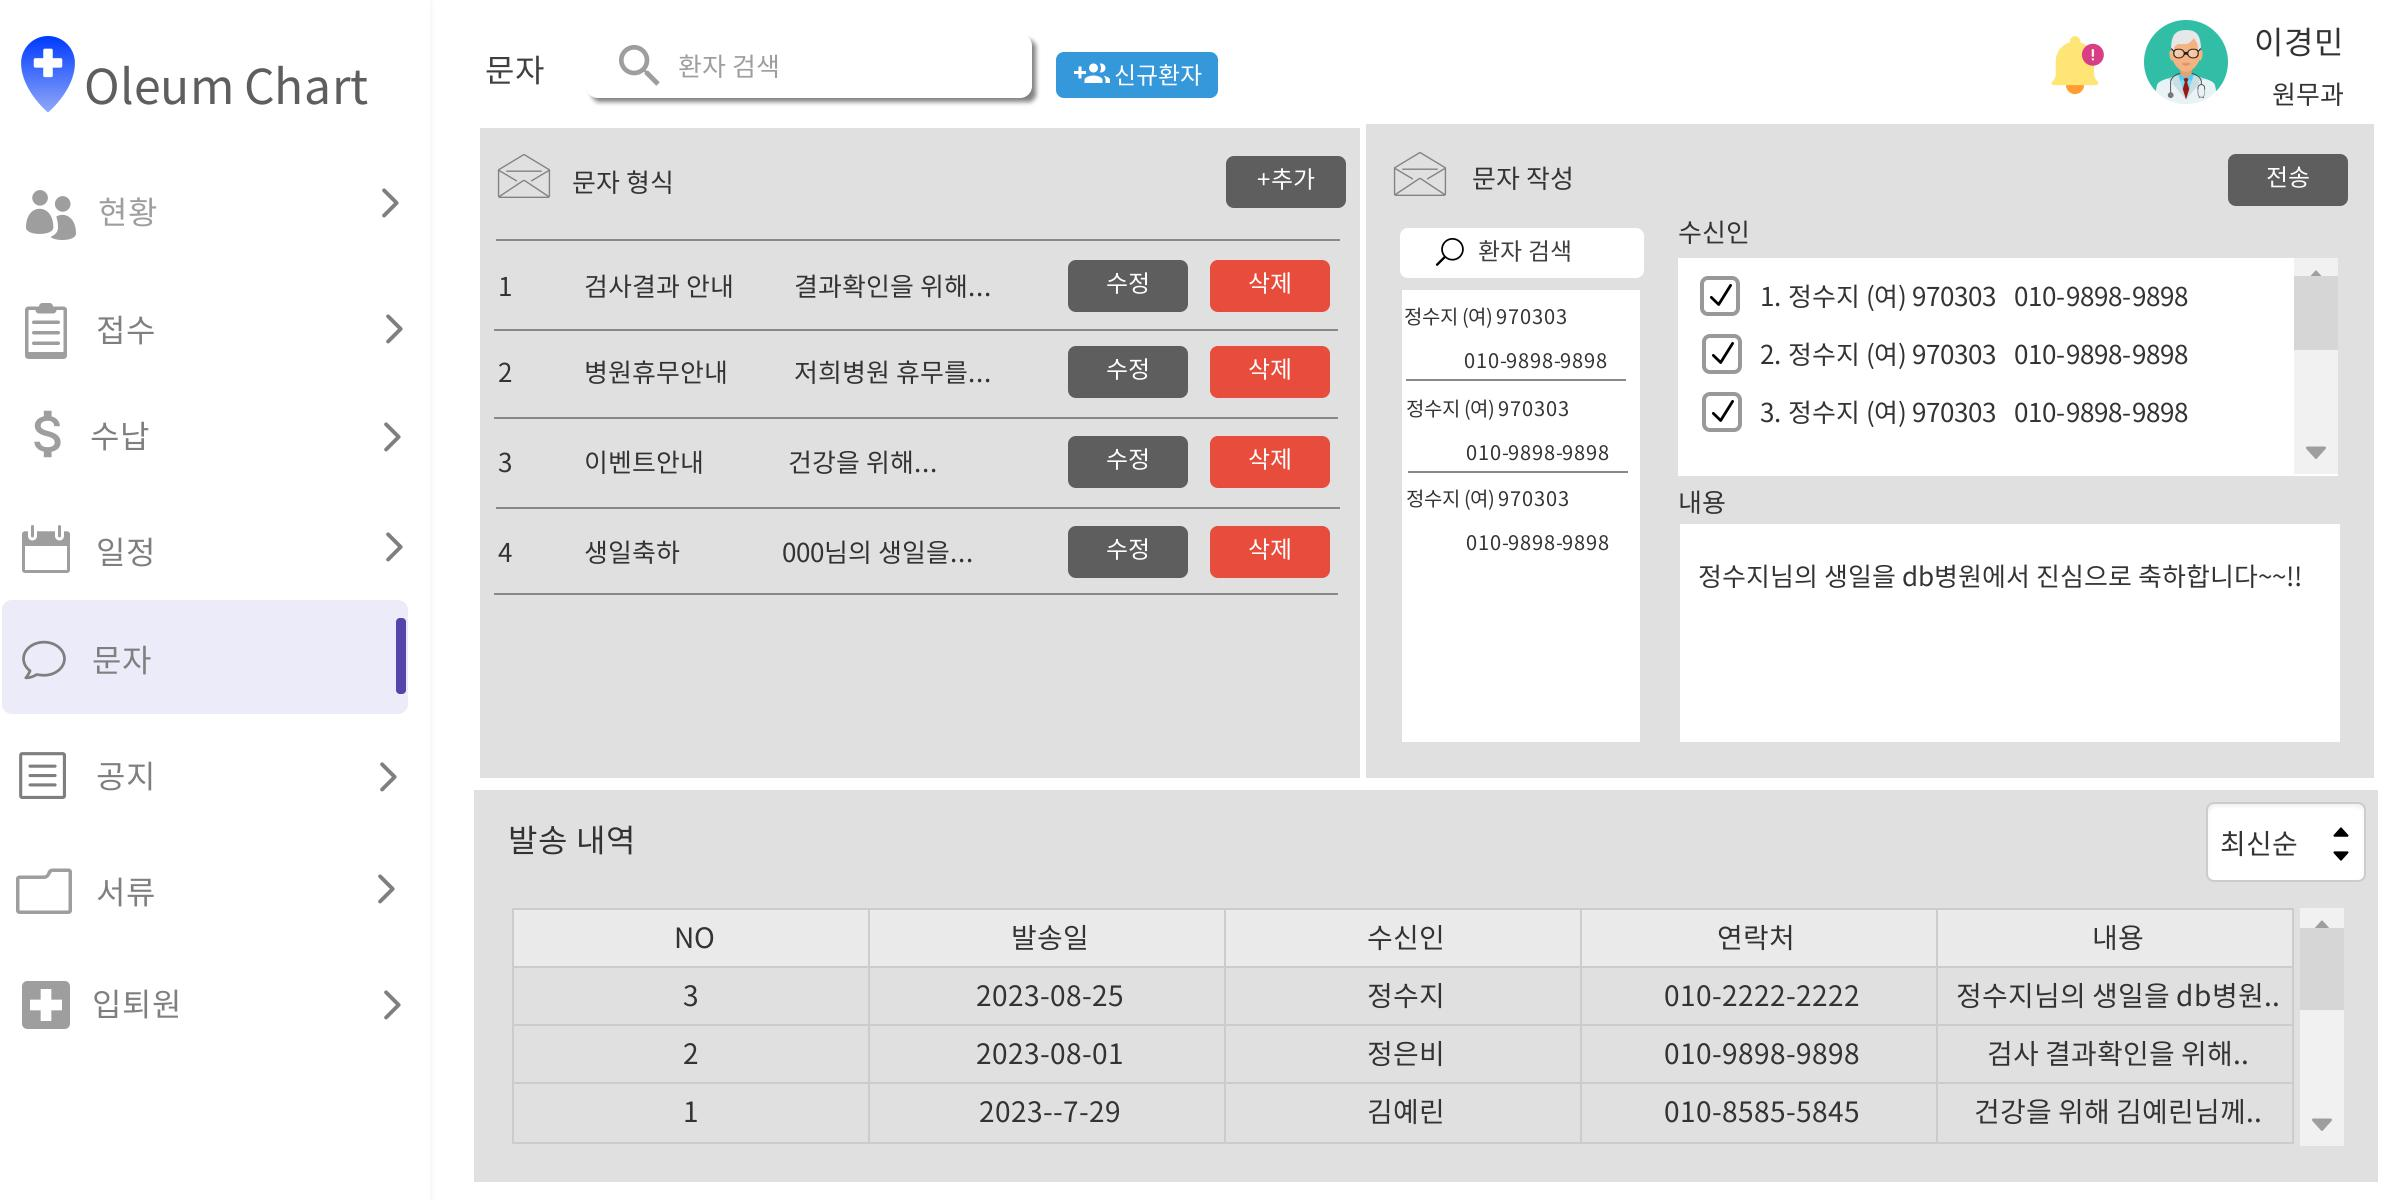 Oleum Chart
현황
접수
수납
일정
문자
공지
서류
입퇴원
문자
환자 검색
신규환자
이경민
원무과
문자 형식
+추가
1 검사결과 안내 결과확인을 위해... 수정 삭제
2 병원휴무안내 저희병원 휴무를... 수정 삭제
3 이벤트안내 건강을 위해... 수정 삭제
4 생일축하 000님의 생일을... 수정 삭제
문자 작성
전송
환자 검색
정수지 (여) 970303
010-9898-9898
정수지 (여) 970303
010-9898-9898
정수지 (여) 970303
010-9898-9898
수신인
1. 정수지 (여) 970303 010-9898-9898
2. 정수지 (여) 970303 010-9898-9898
3. 정수지 (여) 970303 010-9898-9898
내용
정수지님의 생일을 db병원에서 진심으로 축하합니다~~!!
발송 내역
최신순
NO 발송일 수신인 연락처 내용
3 2023-08-25 정수지 010-2222-2222 정수지님의 생일을 db병원..
2 2023-08-01 정은비 010-9898-9898 검사 결과확인을 위해..
1 2023--7-29 김예린 010-8585-5845 건강을 위해 김예린님께..